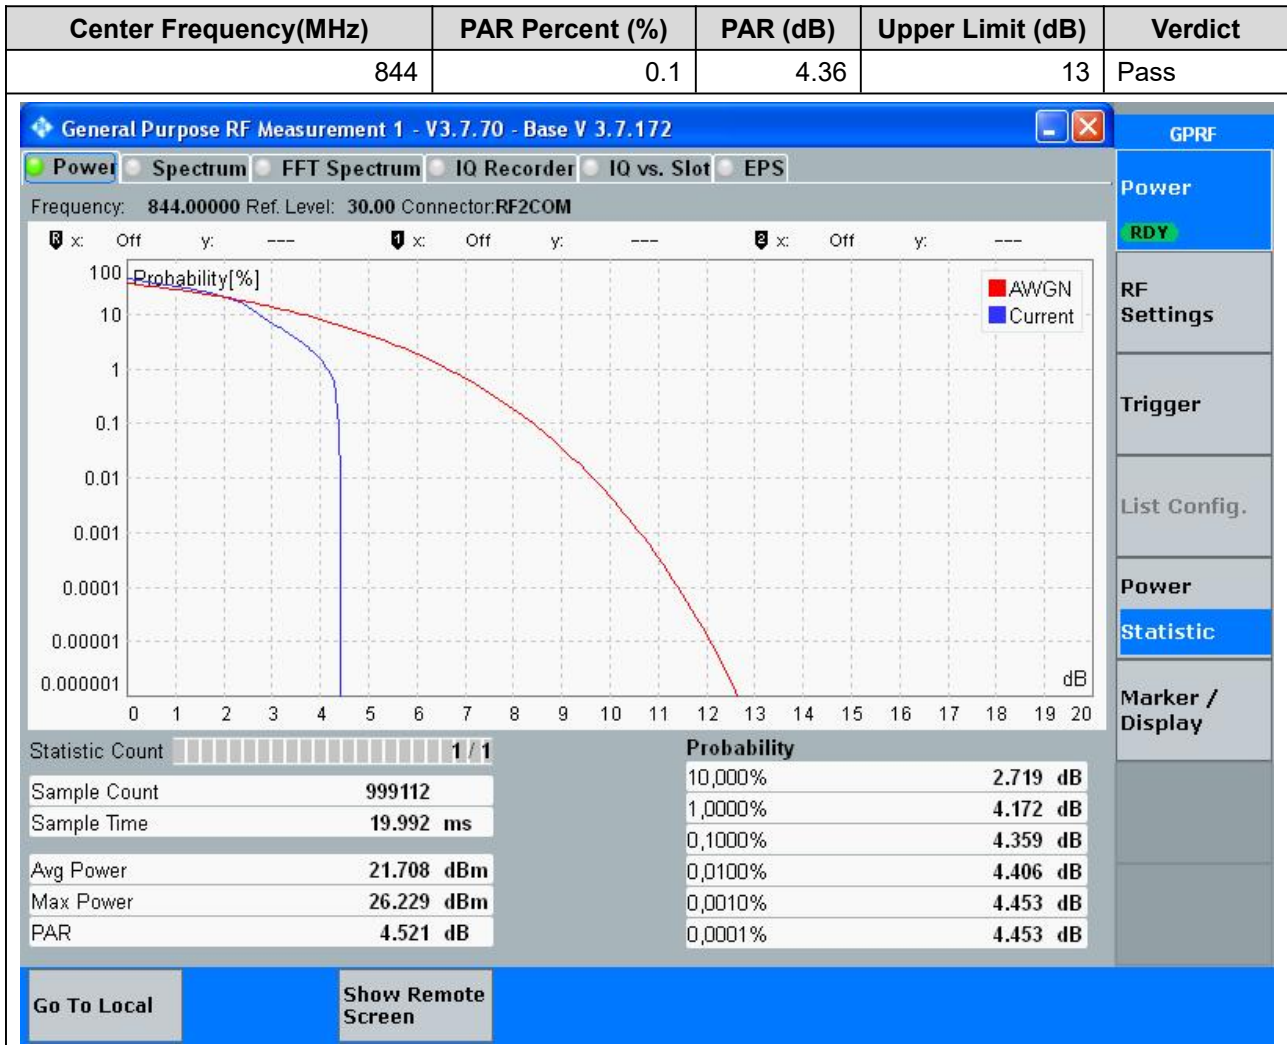 Center Frequency(MHz) PAR Percent (%) PAR (dB) Upper Limit (dB) Verdict
844 0.1 4.36 13 Pass
General Purpose RF Measurement 1 - V3.7.70 - Base V 3.7.172
GPRF
Power Spectrum FFT Spectrum IQ Recorder IQ vs. Slot EPS
Frequency: 844.00000 Ref. Level: 30.00 Connector:RF2COM
R x: Off y: --- 1 x: Off y: --- 2 x: Off y: ---
Probability[%]
AWGN
Current
100
10
1
0.1
0.01
0.001
0.0001
0.00001
0.000001
dB
0 1 2 3 4 5 6 7 8 9 10 11 12 13 14 15 16 17 18 19 20
Statistic Count 1 / 1
Sample Count 999112
Sample Time 19.992 ms
Avg Power 21.708 dBm
Max Power 26.229 dBm
PAR 4.521 dB
Probability
10,000% 2.719 dB
1,0000% 4.172 dB
0,1000% 4.359 dB
0,0100% 4.406 dB
0,0010% 4.453 dB
0,0001% 4.453 dB
Power
RDY
RF
Settings
Trigger
List Config.
Power
Statistic
Marker /
Display
Go To Local
Show Remote
Screen